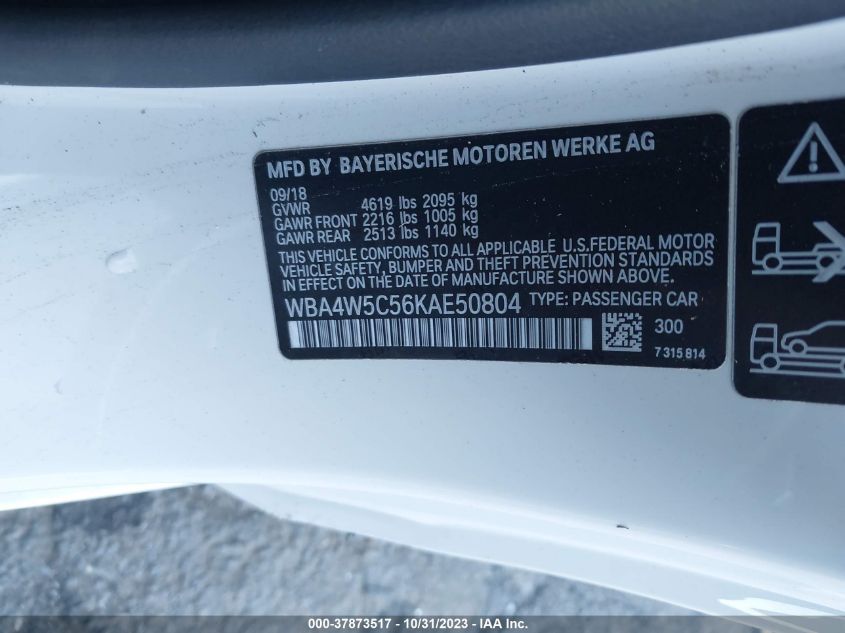 MFD BY BAYERISCHE MOTOREN WERKE AG
09/18
GVWR 4619 lbs 2095 kg
GAWR FRONT 2216 lbs 1005 kg
GAWR REAR 2513 lbs 1140 kg
THIS VEHICLE CONFORMS TO ALL APPLICABLE U.S.FEDERAL MOTOR
VEHICLE SAFETY, BUMPER AND THEFT PREVENTION STANDARDS
IN EFFECT ON THE DATE OF MANUFACTURE SHOWN ABOVE.
WBA4W5C56KAE50804 TYPE: PASSENGER CAR
300
7 315 814
000-37873517 - 10/31/2023 - IAA Inc.